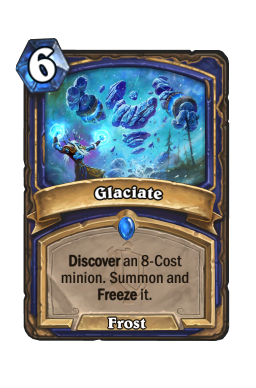 6
Glaciate
Discover an 8-Cost
minion. Summon and
Freeze it.
Frost